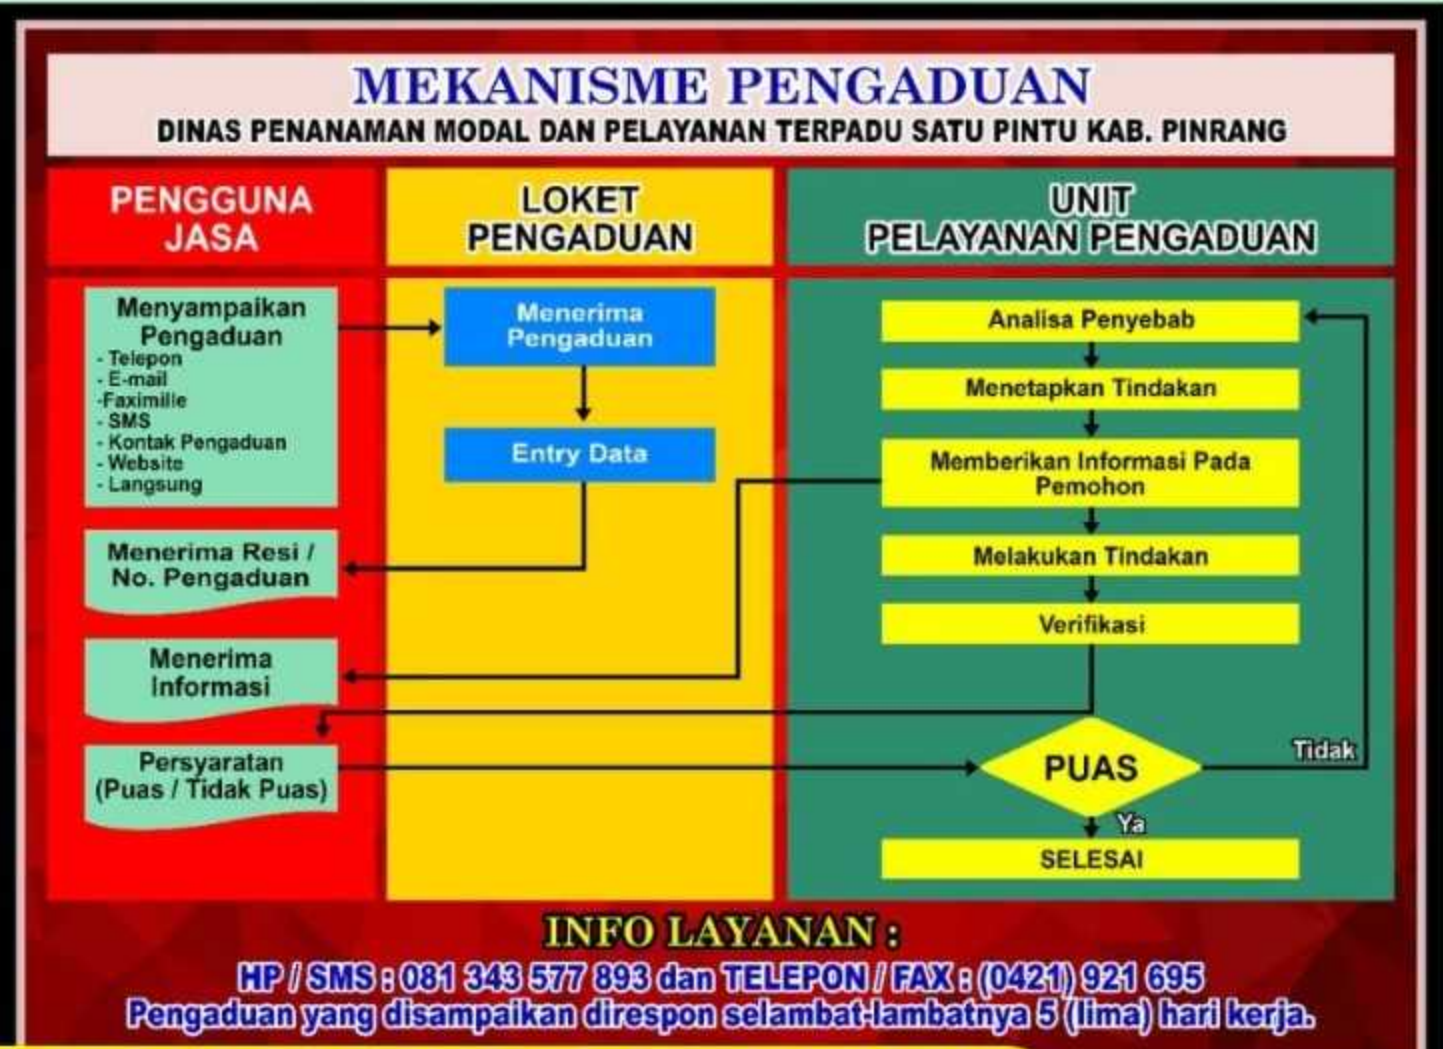 MEKANISME PENGADUAN
DINAS PENANAMAN MODAL DAN PELAYANAN TERPADU SATU PINTU KAB. PINRANG
PENGGUNA
JASA
LOKET
PENGADUAN
UNIT
PELAYANAN PENGADUAN
Menyampaikan
Pengaduan
- Telepon
- E-mail
-Faximille
- SMS
- Kontak Pengaduan
- Website
- Langsung
Menerima Resi /
No. Pengaduan
Menerima
Informasi
Persyaratan
(Puas / Tidak Puas)
Menerima
Pengaduan
Entry Data
Analisa Penyebab
Menetapkan Tindakan
Memberikan Informasi Pada
Pemohon
Melakukan Tindakan
Verifikasi
PUAS
Tidak
Ya
SELESAI
INFO LAYANAN :
HP / SMS : 081 343 577 893 dan TELEPON / FAX : (0421) 921 695
Pengaduan yang disampaikan direspon selambat-lambatnya 5 (lima) hari kerja.